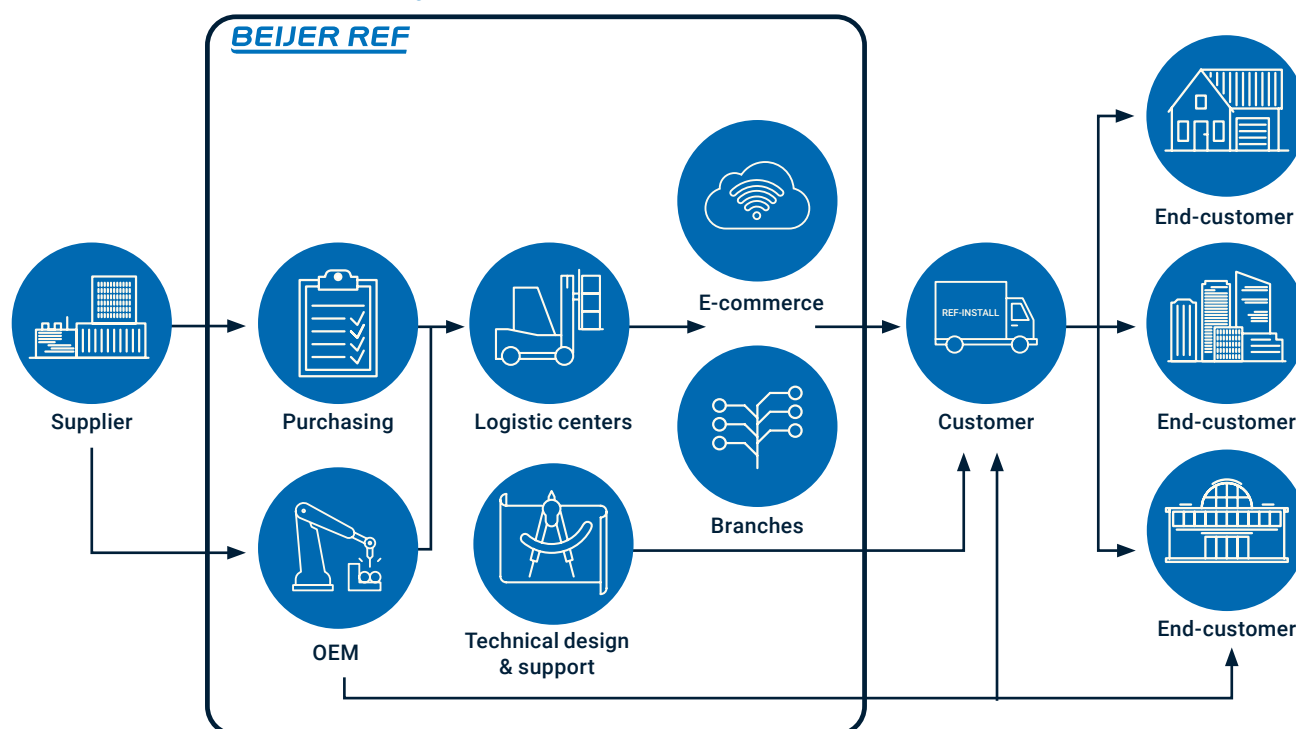 BEIJER REF
E-commerce
REF-INSTALL
End-customer
Supplier
Purchasing
Logistic centers
Customer
End-customer
Branches
OEM
Technical design
& support
End-customer